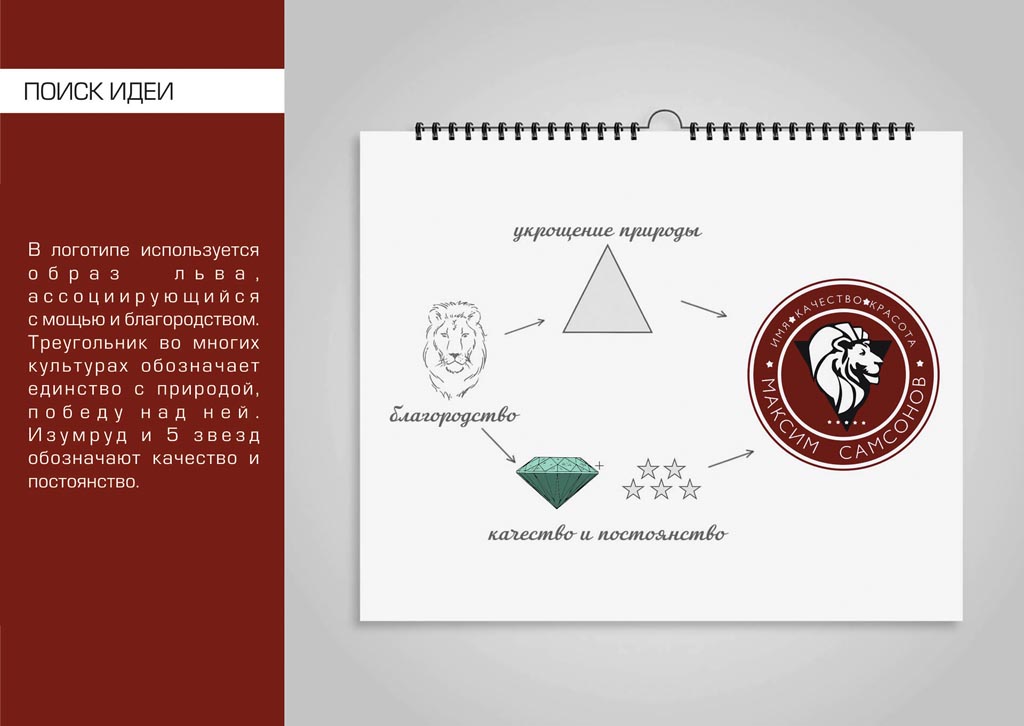 ПОИСК ИДЕИ
В логотипе используется
образ льва,
ассоциирующийся
с мощью и благородством.
Треугольник во многих
культурах обозначает
единство с природой,
победу над ней.
Изумруд и 5 звезд
обозначают качество и
постоянство.
укрощение природы
благородство
качество и постоянство
ИМЯ★КАЧЕСТВО★КРАСОТА
МАКСИМ САМСОНОВ